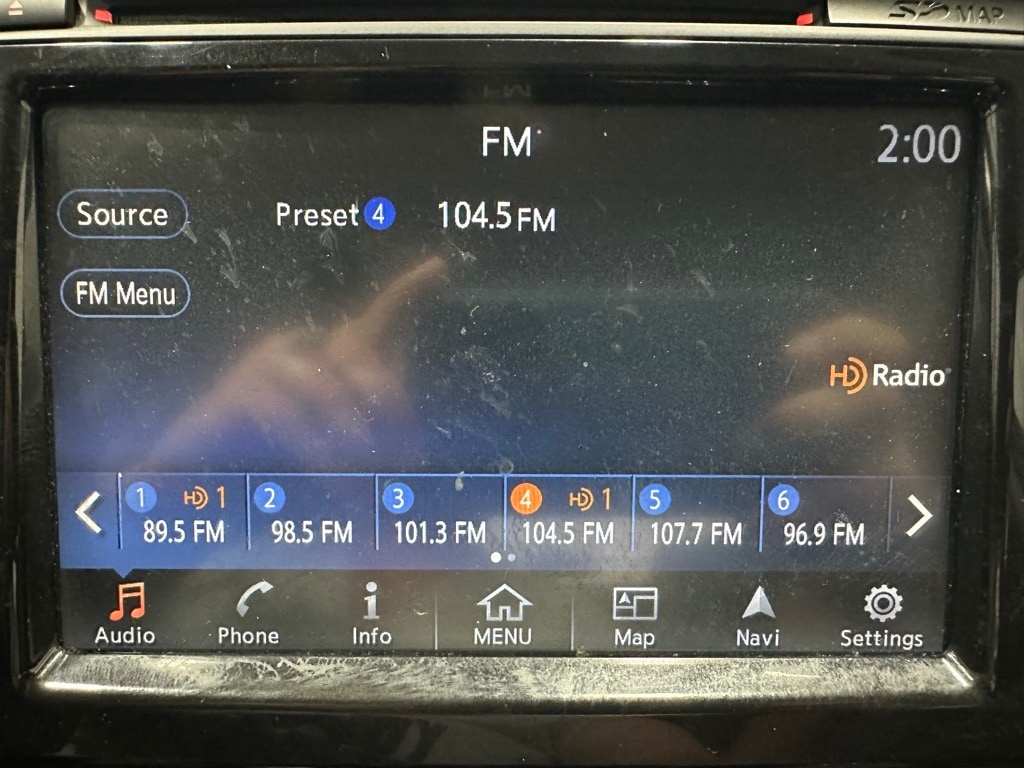 SD MAP
FM
2:00
Source
Preset 4 104.5 FM
FM Menu
HD Radio
1 HD 1 2 3 4 HD 1 5 6
89.5 FM 98.5 FM 101.3 FM 104.5 FM 107.7 FM 96.9 FM
Audio Phone Info MENU Map Navi Settings